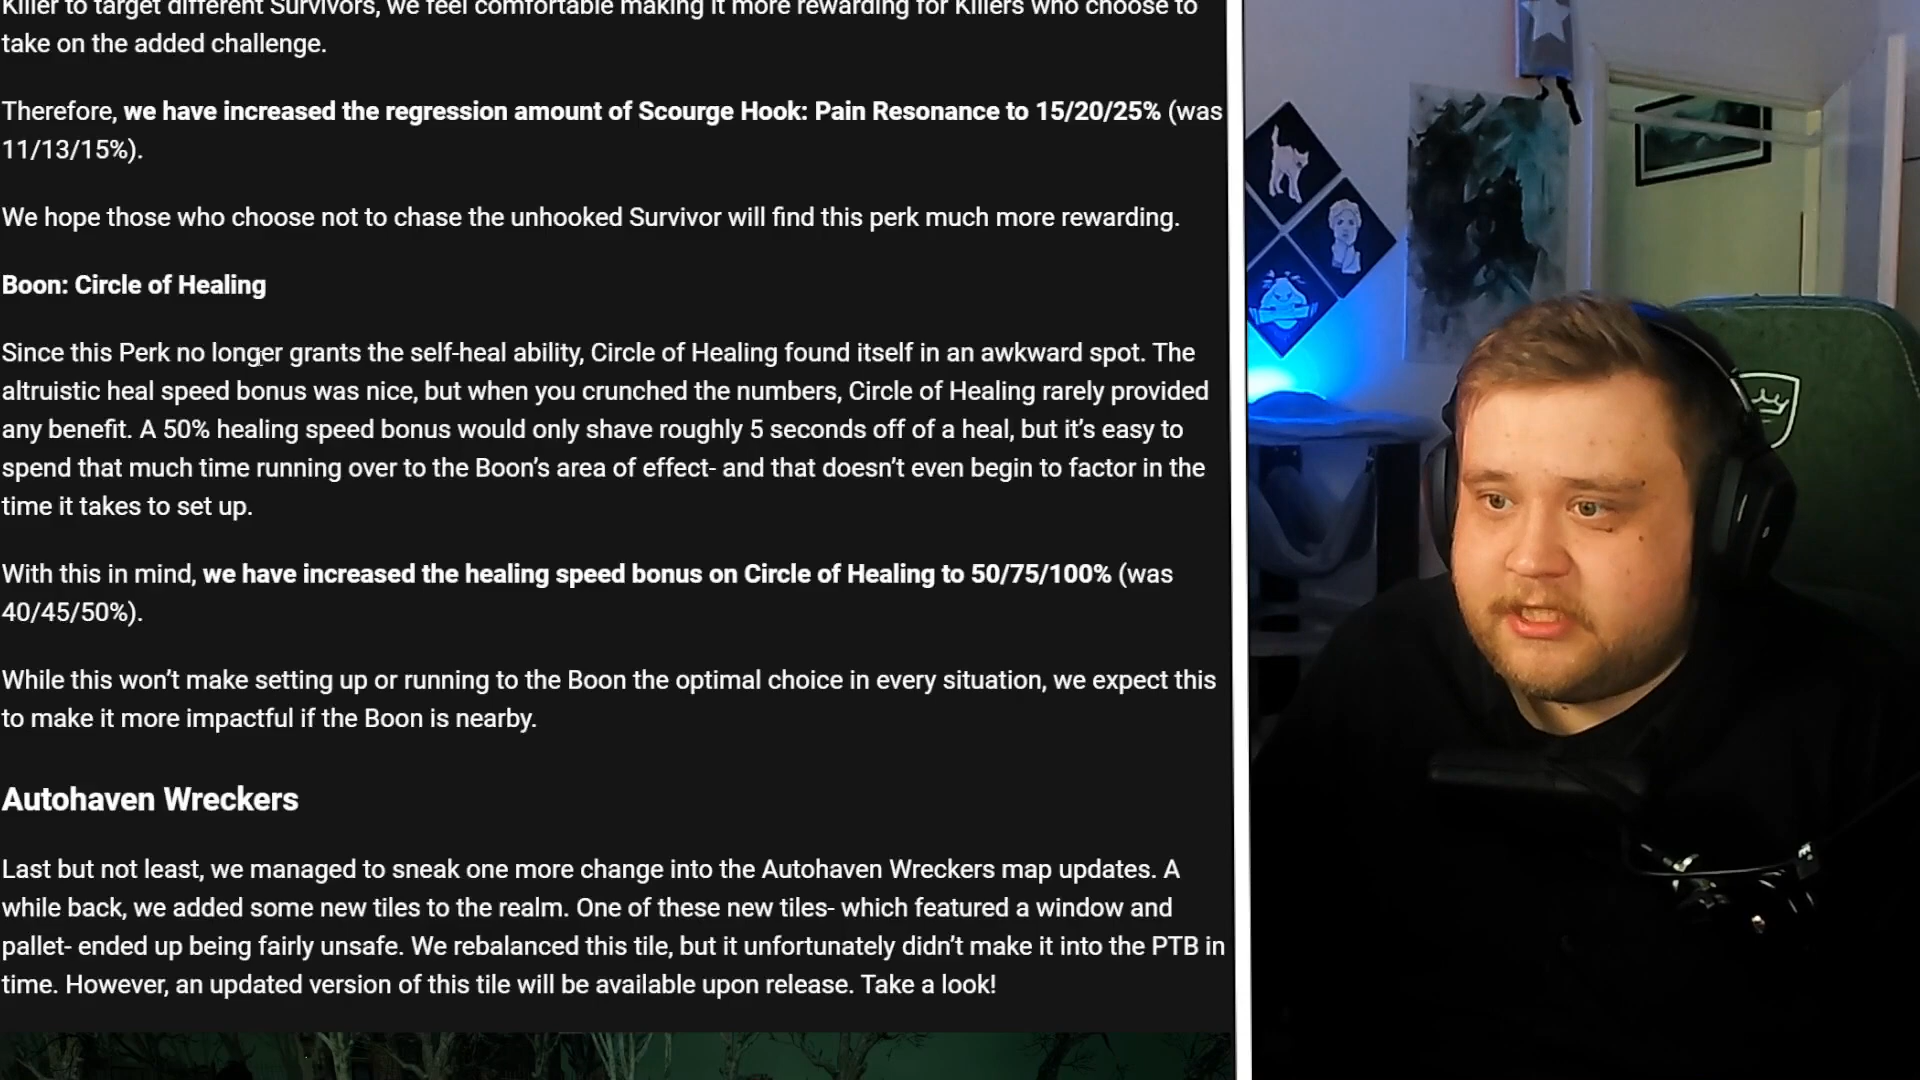 Killer to target different Survivors, we feel comfortable making it more rewarding for Killers who choose to
take on the added challenge.
Therefore, we have increased the regression amount of Scourge Hook: Pain Resonance to 15/20/25% (was
11/13/15%).
We hope those who choose not to chase the unhooked Survivor will find this perk much more rewarding.
Boon: Circle of Healing
Since this Perk no longer grants the self-heal ability, Circle of Healing found itself in an awkward spot. The
altruistic heal speed bonus was nice, but when you crunched the numbers, Circle of Healing rarely provided
any benefit. A 50% healing speed bonus would only shave roughly 5 seconds off of a heal, but it’s easy to
spend that much time running over to the Boon’s area of effect- and that doesn’t even begin to factor in the
time it takes to set up.
With this in mind, we have increased the healing speed bonus on Circle of Healing to 50/75/100% (was
40/45/50%).
While this won’t make setting up or running to the Boon the optimal choice in every situation, we expect this
to make it more impactful if the Boon is nearby.
Autohaven Wreckers
Last but not least, we managed to sneak one more change into the Autohaven Wreckers map updates. A
while back, we added some new tiles to the realm. One of these new tiles- which featured a window and
pallet- ended up being fairly unsafe. We rebalanced this tile, but it unfortunately didn’t make it into the PTB in
time. However, an updated version of this tile will be available upon release. Take a look!